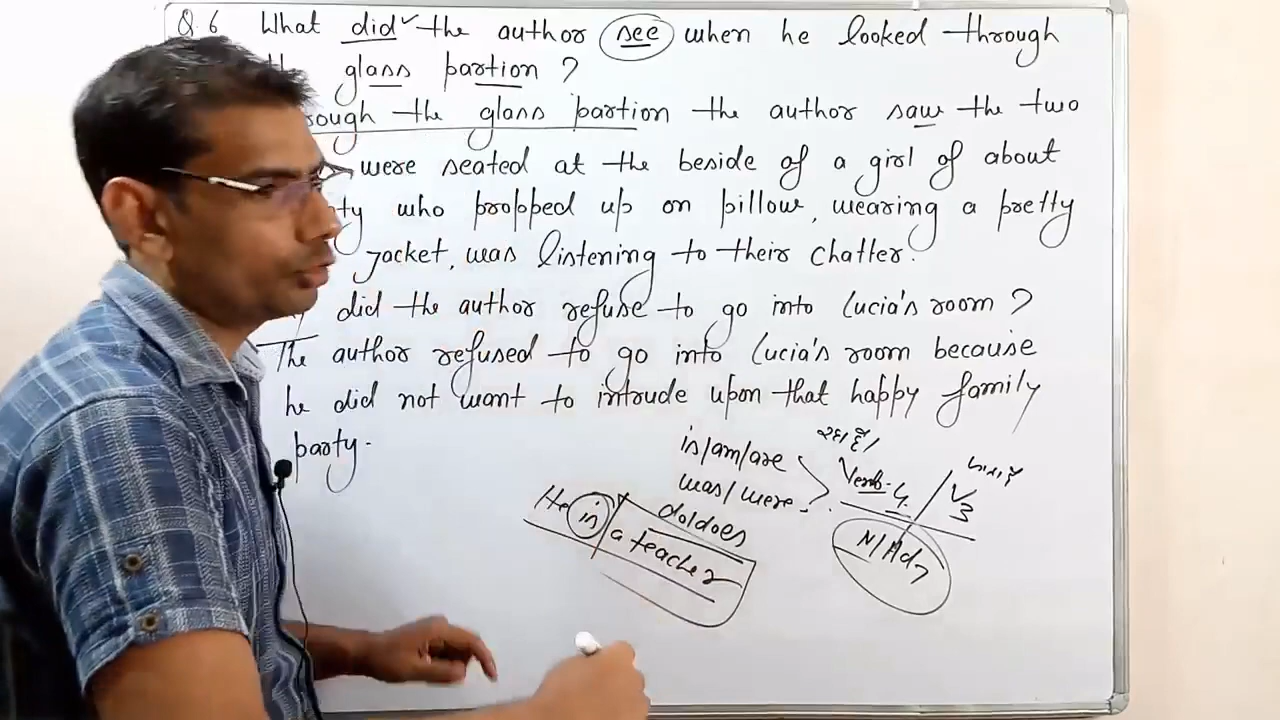 Q.6 What did the author see when he looked through
glass partion ?
rough the glass partion the author saw the two
were seated at the beside of a girl of about
ty who propped up on pillow, wearing a pretty
jacket, was listening to their chatter.
did the author refuse to go into Lucia's room ?
The author refused to go into Lucia's room because
he did not want to intrude upon that happy family
party.
is/am/are
was/were
do/does
Verb-4
V3
N/Adj
He is a teacher